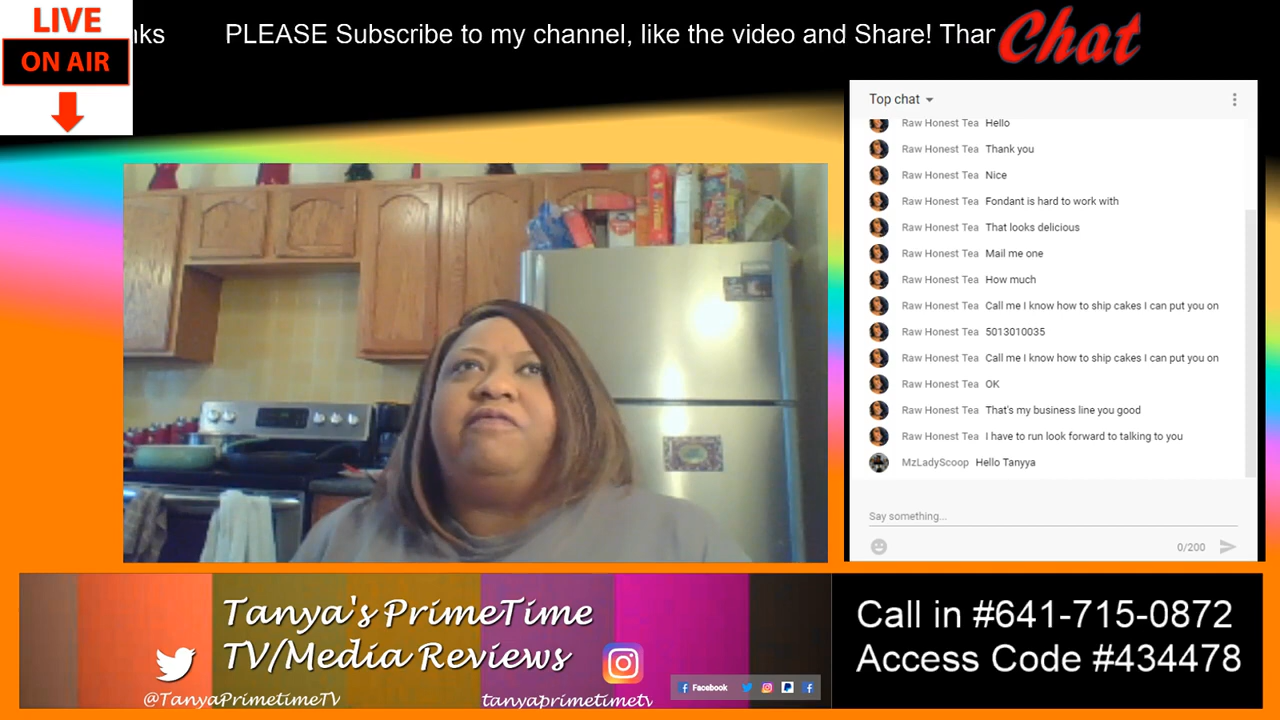 LIVE
ON AIR
nks PLEASE Subscribe to my channel, like the video and Share! Than
Chat
Top chat
Raw Honest Tea Hello
Raw Honest Tea Thank you
Raw Honest Tea Nice
Raw Honest Tea Fondant is hard to work with
Raw Honest Tea That looks delicious
Raw Honest Tea Mail me one
Raw Honest Tea How much
Raw Honest Tea Call me I know how to ship cakes I can put you on
Raw Honest Tea 5013010035
Raw Honest Tea Call me I know how to ship cakes I can put you on
Raw Honest Tea OK
Raw Honest Tea That's my business line you good
Raw Honest Tea I have to run look forward to talking to you
MzLadyScoop Hello Tanyya
Say something...
0/200
Tanya's PrimeTime
TV/Media Reviews
@TanyaPrimetimeTV
tanyaprimetimetv
Facebook
Call in #641-715-0872
Access Code #434478